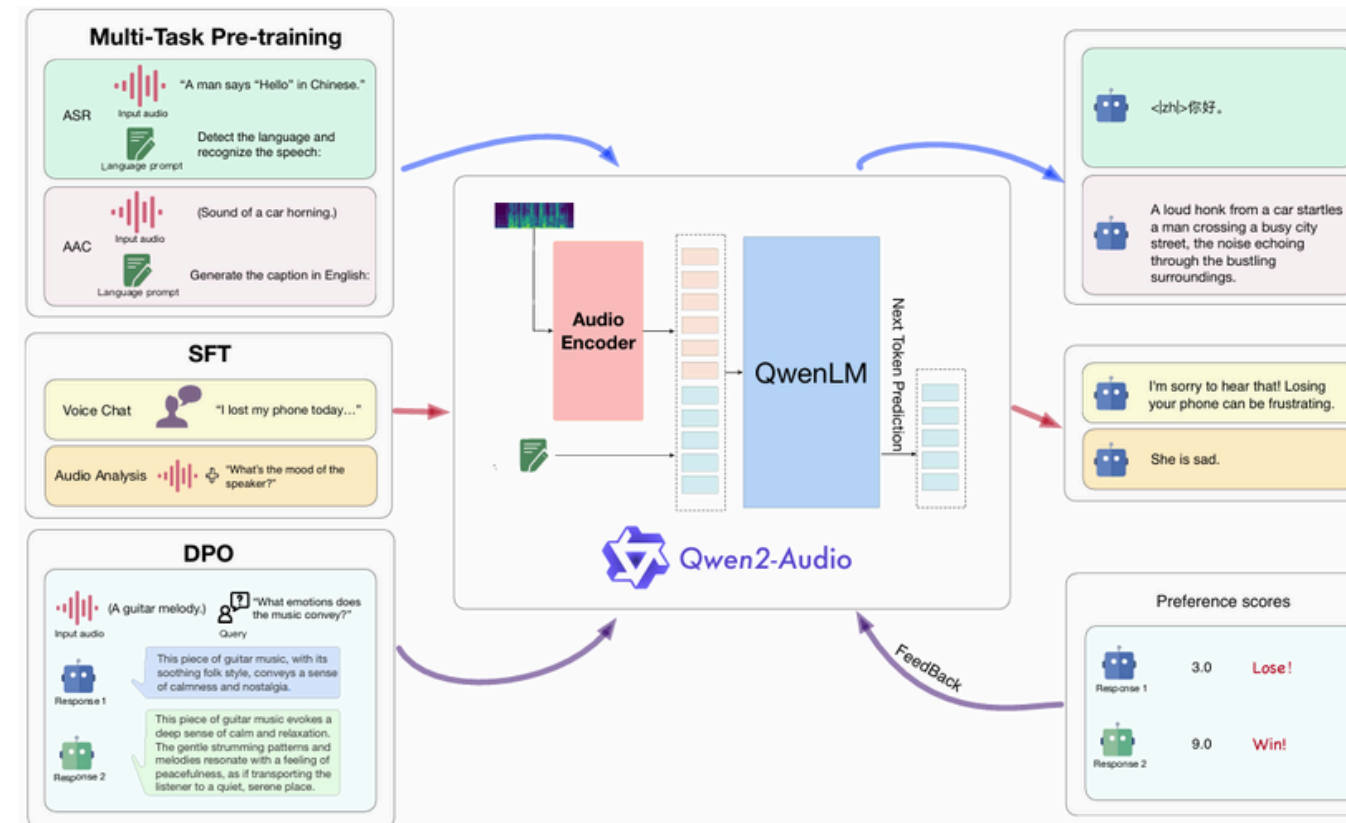 Multi-Task Pre-training
ASR
Input audio
“A man says “Hello” in Chinese.”
Language prompt
Detect the language and
recognize the speech:
AAC
Input audio
(Sound of a car horning.)
Language prompt
Generate the caption in English:
SFT
Voice Chat
“I lost my phone today…”
Audio Analysis
“What’s the mood of the
speaker?”
DPO
Input audio
(A guitar melody.)
Query
“What emotions does
the music convey?”
Response 1
This piece of guitar music, with its
soothing folk style, conveys a sense
of calmness and nostalgia.
Response 2
This piece of guitar music evokes a
deep sense of calm and relaxation.
The gentle strumming patterns and
melodies resonate with a feeling of
peacefulness, as if transporting the
listener to a quiet, serene place.
Audio
Encoder
QwenLM
Next Token Prediction
Qwen2-Audio
FeedBack
<|zh|>你好。
A loud honk from a car startles
a man crossing a busy city
street, the noise echoing
through the bustling
surroundings.
I'm sorry to hear that! Losing
your phone can be frustrating.
She is sad.
Preference scores
Response 1
3.0
Lose!
Response 2
9.0
Win!